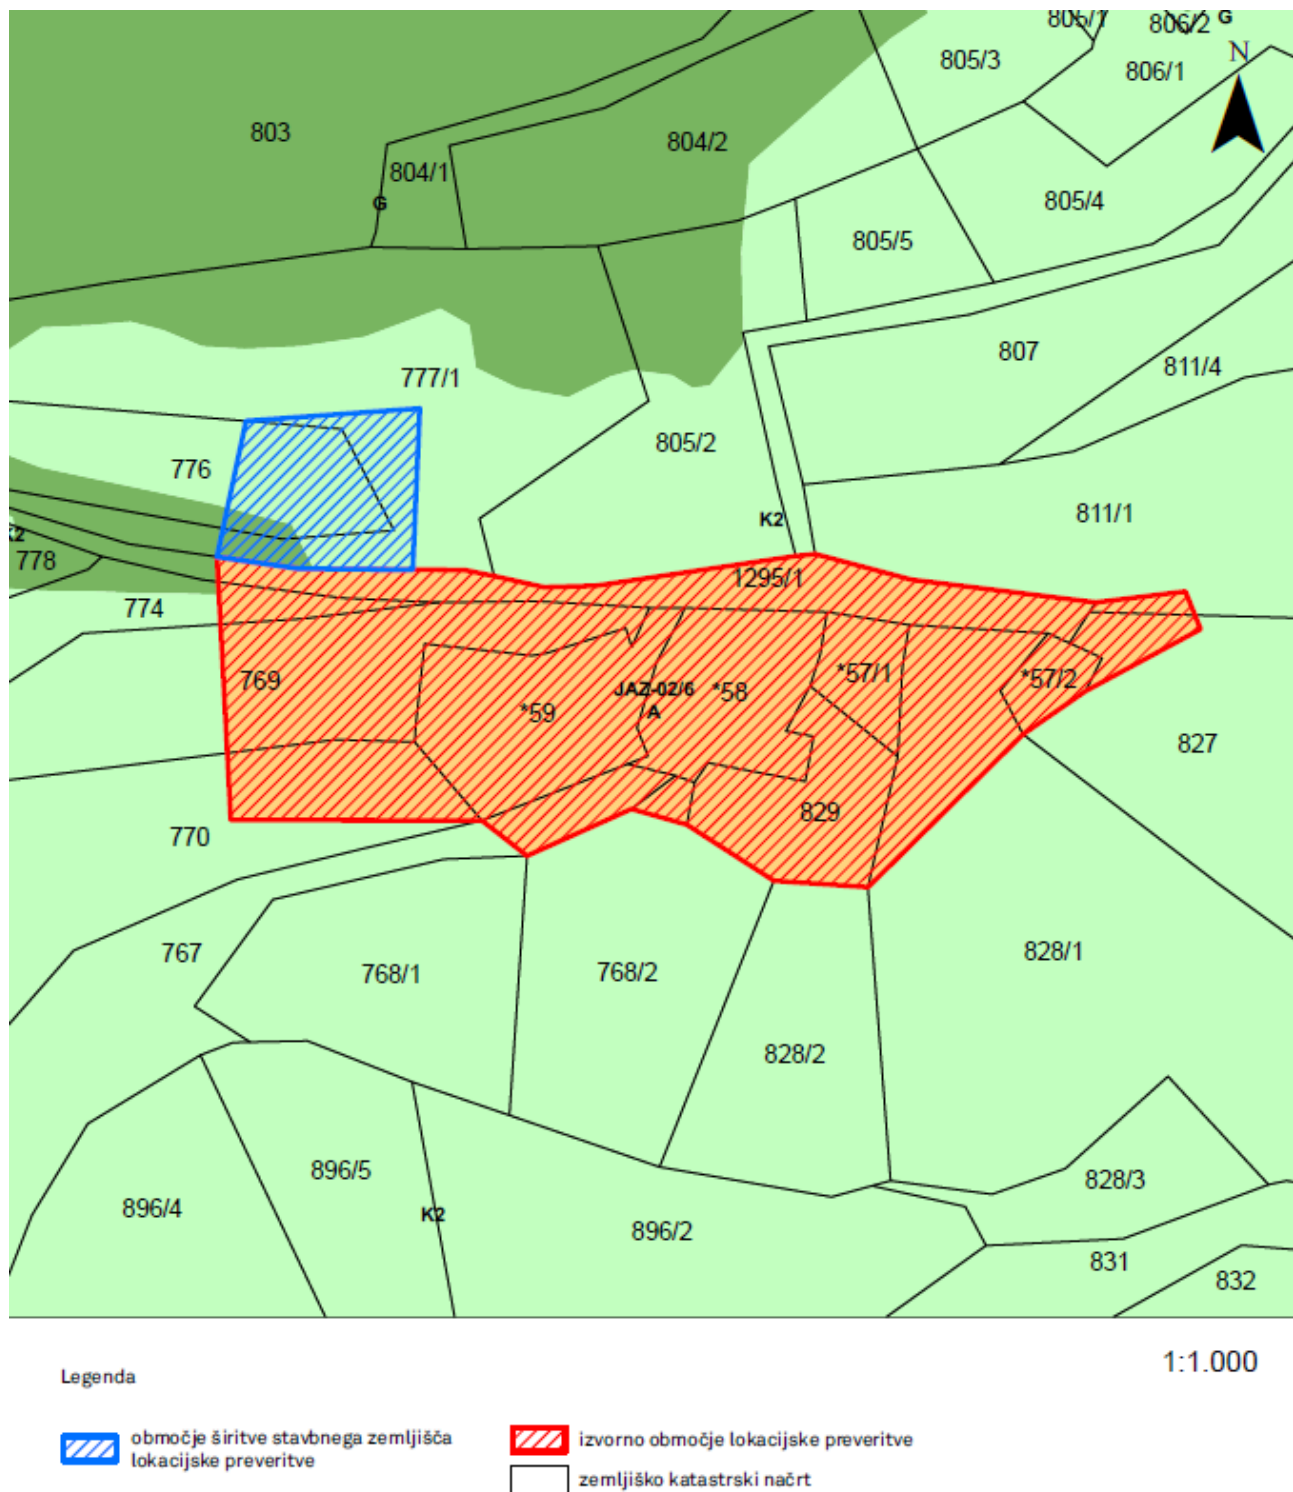 805/1
806/2
G
805/3
806/1
N
803
804/2
804/1
G
805/4
805/5
807
811/4
777/1
805/2
776
K2
811/1
K2
778
1295/1
774
769
*57/1
*57/2
JAZ-02/6
*58
A
*59
827
829
770
767
768/1
768/2
828/1
828/2
896/5
828/3
896/4
K2
896/2
831
832
1:1.000
Legenda
območje širitve stavbnega zemljišča
lokacijske preveritve
izvorno območje lokacijske preveritve
zemljiško katastrski načrt